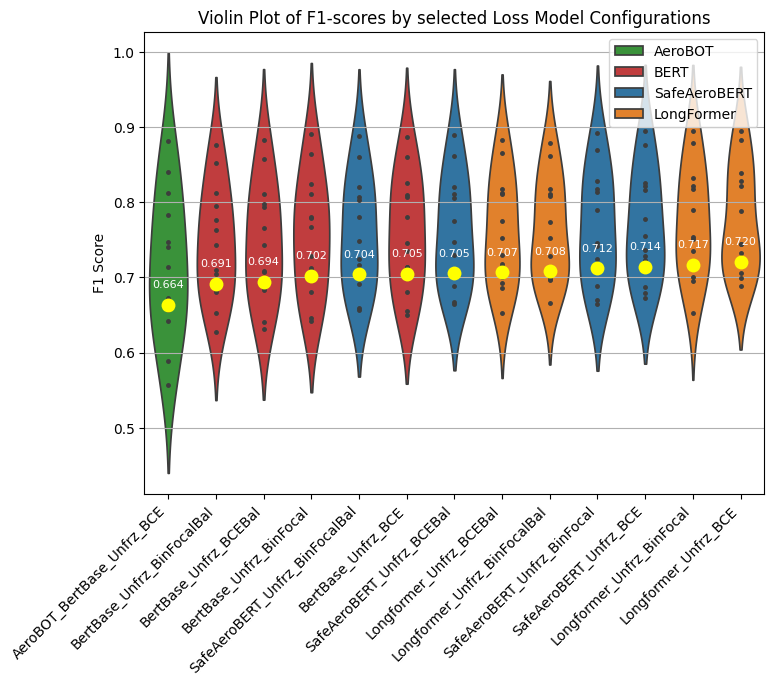 Violin Plot of F1-scores by selected Loss Model Configurations
AeroBOT
BERT
SafeAeroBERT
LongFormer
F1 Score
1.0
0.9
0.8
0.7
0.6
0.5
0.664
0.691
0.694
0.702
0.704
0.705
0.705
0.707
0.708
0.712
0.714
0.717
0.720
AeroBOT_BertBase_Unfrz_BCE
BertBase_Unfrz_BinFocalBal
BertBase_Unfrz_BCEBal
BertBase_Unfrz_BinFocal
SafeAeroBERT_Unfrz_BinFocalBal
BertBase_Unfrz_BCE
SafeAeroBERT_Unfrz_BCEBal
Longformer_Unfrz_BCEBal
Longformer_Unfrz_BinFocalBal
SafeAeroBERT_Unfrz_BinFocal
SafeAeroBERT_Unfrz_BCE
Longformer_Unfrz_BinFocal
Longformer_Unfrz_BCE